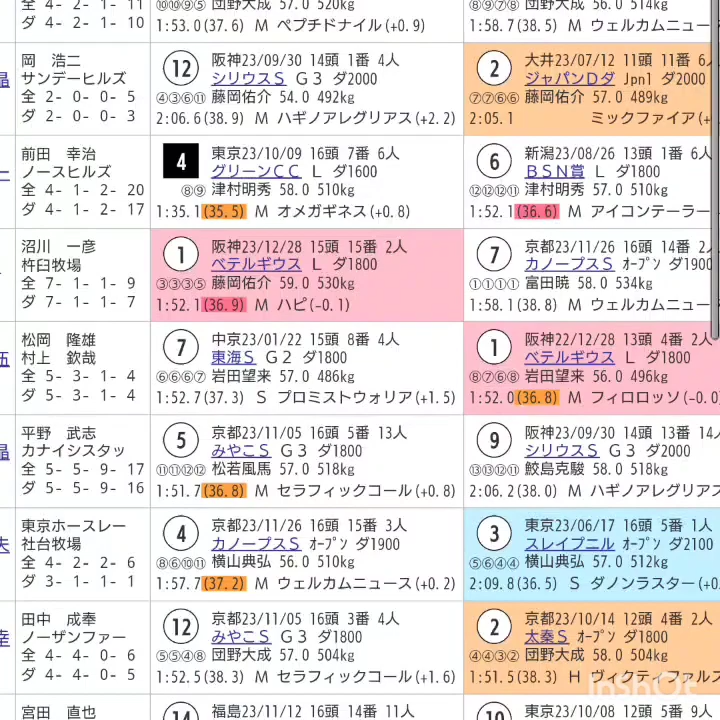 全 4- 2- 1- 11
ダ 4- 2- 1- 10
⑩⑩⑨⑤ 団野大成 57.0 520kg
1:53.0(37.6) M ペプチドナイル(+0.9)
⑧⑨⑦⑧ 団野大成 56.0 514kg
1:58.7(38.5) M ウェルカムニュー
晶
岡 浩二
サンデーヒルズ
全 2- 0- 0- 5
ダ 2- 0- 0- 3
12 阪神23/09/30 14頭 1番 4人
シリウスS G3 ダ2000
④③⑥⑪ 藤岡佑介 54.0 492kg
2:06.6(38.9) M ハギノアレグリアス(+2.2)
2 大井23/07/12 11頭 11番 6人
ジャパンDダ Jpn1 ダ2000
⑦⑦⑥⑥ 藤岡佑介 57.0 489kg
2:05.1 ミックファイア(+
前田 幸治
ノースヒルズ
全 4- 1- 2- 20
ダ 4- 1- 2- 17
4 東京23/10/09 16頭 7番 6人
グリーンCC L ダ1600
⑧⑨ 津村明秀 58.0 510kg
1:35.1(35.5) M オメガギネス(+0.8)
6 新潟23/08/26 13頭 1番 6人
BSN賞 L ダ1800
⑫⑫⑫⑪ 津村明秀 57.0 510kg
1:52.1(36.6) M アイコンテーラー
沼川 一彦
杵臼牧場
全 7- 1- 1- 9
ダ 7- 1- 1- 7
1 阪神23/12/28 15頭 15番 2人
ベテルギウス L ダ1800
③③③⑤ 藤岡佑介 59.0 530kg
1:52.1(36.9) M ハピ(-0.1)
7 京都23/11/26 16頭 14番 2
カノープスS オープン ダ1900
①①①① 富田暁 58.0 534kg
1:58.1(38.8) M ウェルカムニュー
伍
松岡 隆雄
村上 欽哉
全 5- 3- 1- 4
ダ 5- 3- 1- 4
7 中京23/01/22 15頭 8番 4人
東海S G2 ダ1800
⑥⑥⑥⑦ 岩田望来 57.0 486kg
1:52.7(37.3) S プロミストウォリア(+1.5)
1 阪神22/12/28 13頭 4番 2人
ベテルギウス L ダ1800
⑧⑦⑥⑧ 岩田望来 56.0 496kg
1:52.0(36.8) M フィロロッソ(-0.0
晶
平野 武志
カナイシスタッ
全 5- 5- 9- 17
ダ 5- 5- 9- 16
5 京都23/11/05 16頭 5番 13人
みやこS G3 ダ1800
⑪⑪⑫⑫ 松若風馬 57.0 518kg
1:51.7(36.8) M セラフィックコール(+0.8)
9 阪神23/09/30 14頭 13番 14
シリウスS G3 ダ2000
⑬⑬⑫⑪ 鮫島克駿 58.0 518kg
2:06.2(38.0) M ハギノアレグリアス
夫
東京ホースレー
社台牧場
全 4- 2- 2- 6
ダ 3- 1- 1- 1
4 京都23/11/26 16頭 15番 3人
カノープスS オープン ダ1900
⑧⑥⑩⑪ 横山典弘 56.0 510kg
1:57.7(37.2) M ウェルカムニュース(+0.2)
3 東京23/06/17 16頭 5番 1人
スレイプニル オープン ダ2100
⑤⑥④④ 横山典弘 57.0 512kg
2:09.8(36.5) S ダノンラスター(+0
幸
田中 成奉
ノーザンファー
全 4- 4- 0- 6
ダ 4- 4- 0- 5
12 京都23/11/05 16頭 3番 4人
みやこS G3 ダ1800
⑤⑤④⑧ 団野大成 57.0 504kg
1:52.5(38.3) M セラフィックコール(+1.6)
2 京都23/10/14 12頭 4番 2人
太秦S オープン ダ1800
④④③② 団野大成 58.0 504kg
1:51.5(38.3) H ヴィクティファルス
InShOt
宮田 直也
14 福島23/11/12 14頭 11番
10 東京23/10/08 12頭 5番 9人